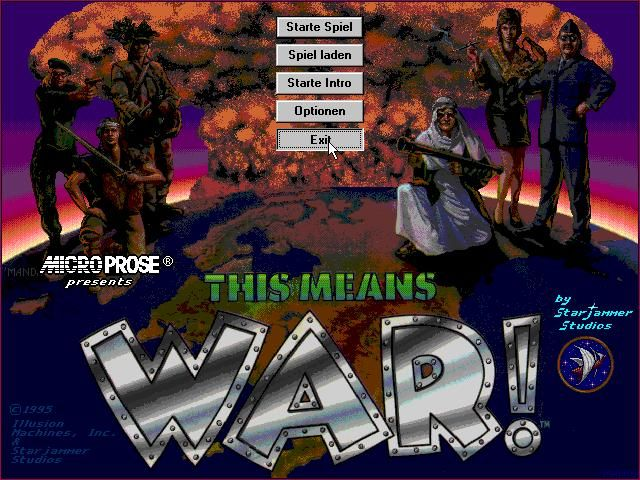 Starte Spiel
Spiel laden
Starte Intro
Optionen
Exit
MICROPROSE®
presents
THIS MEANS
WAR!™
by
Starjammer
Studios
©1995
Illusion
Machines, Inc.
&
Starjammer
Studios